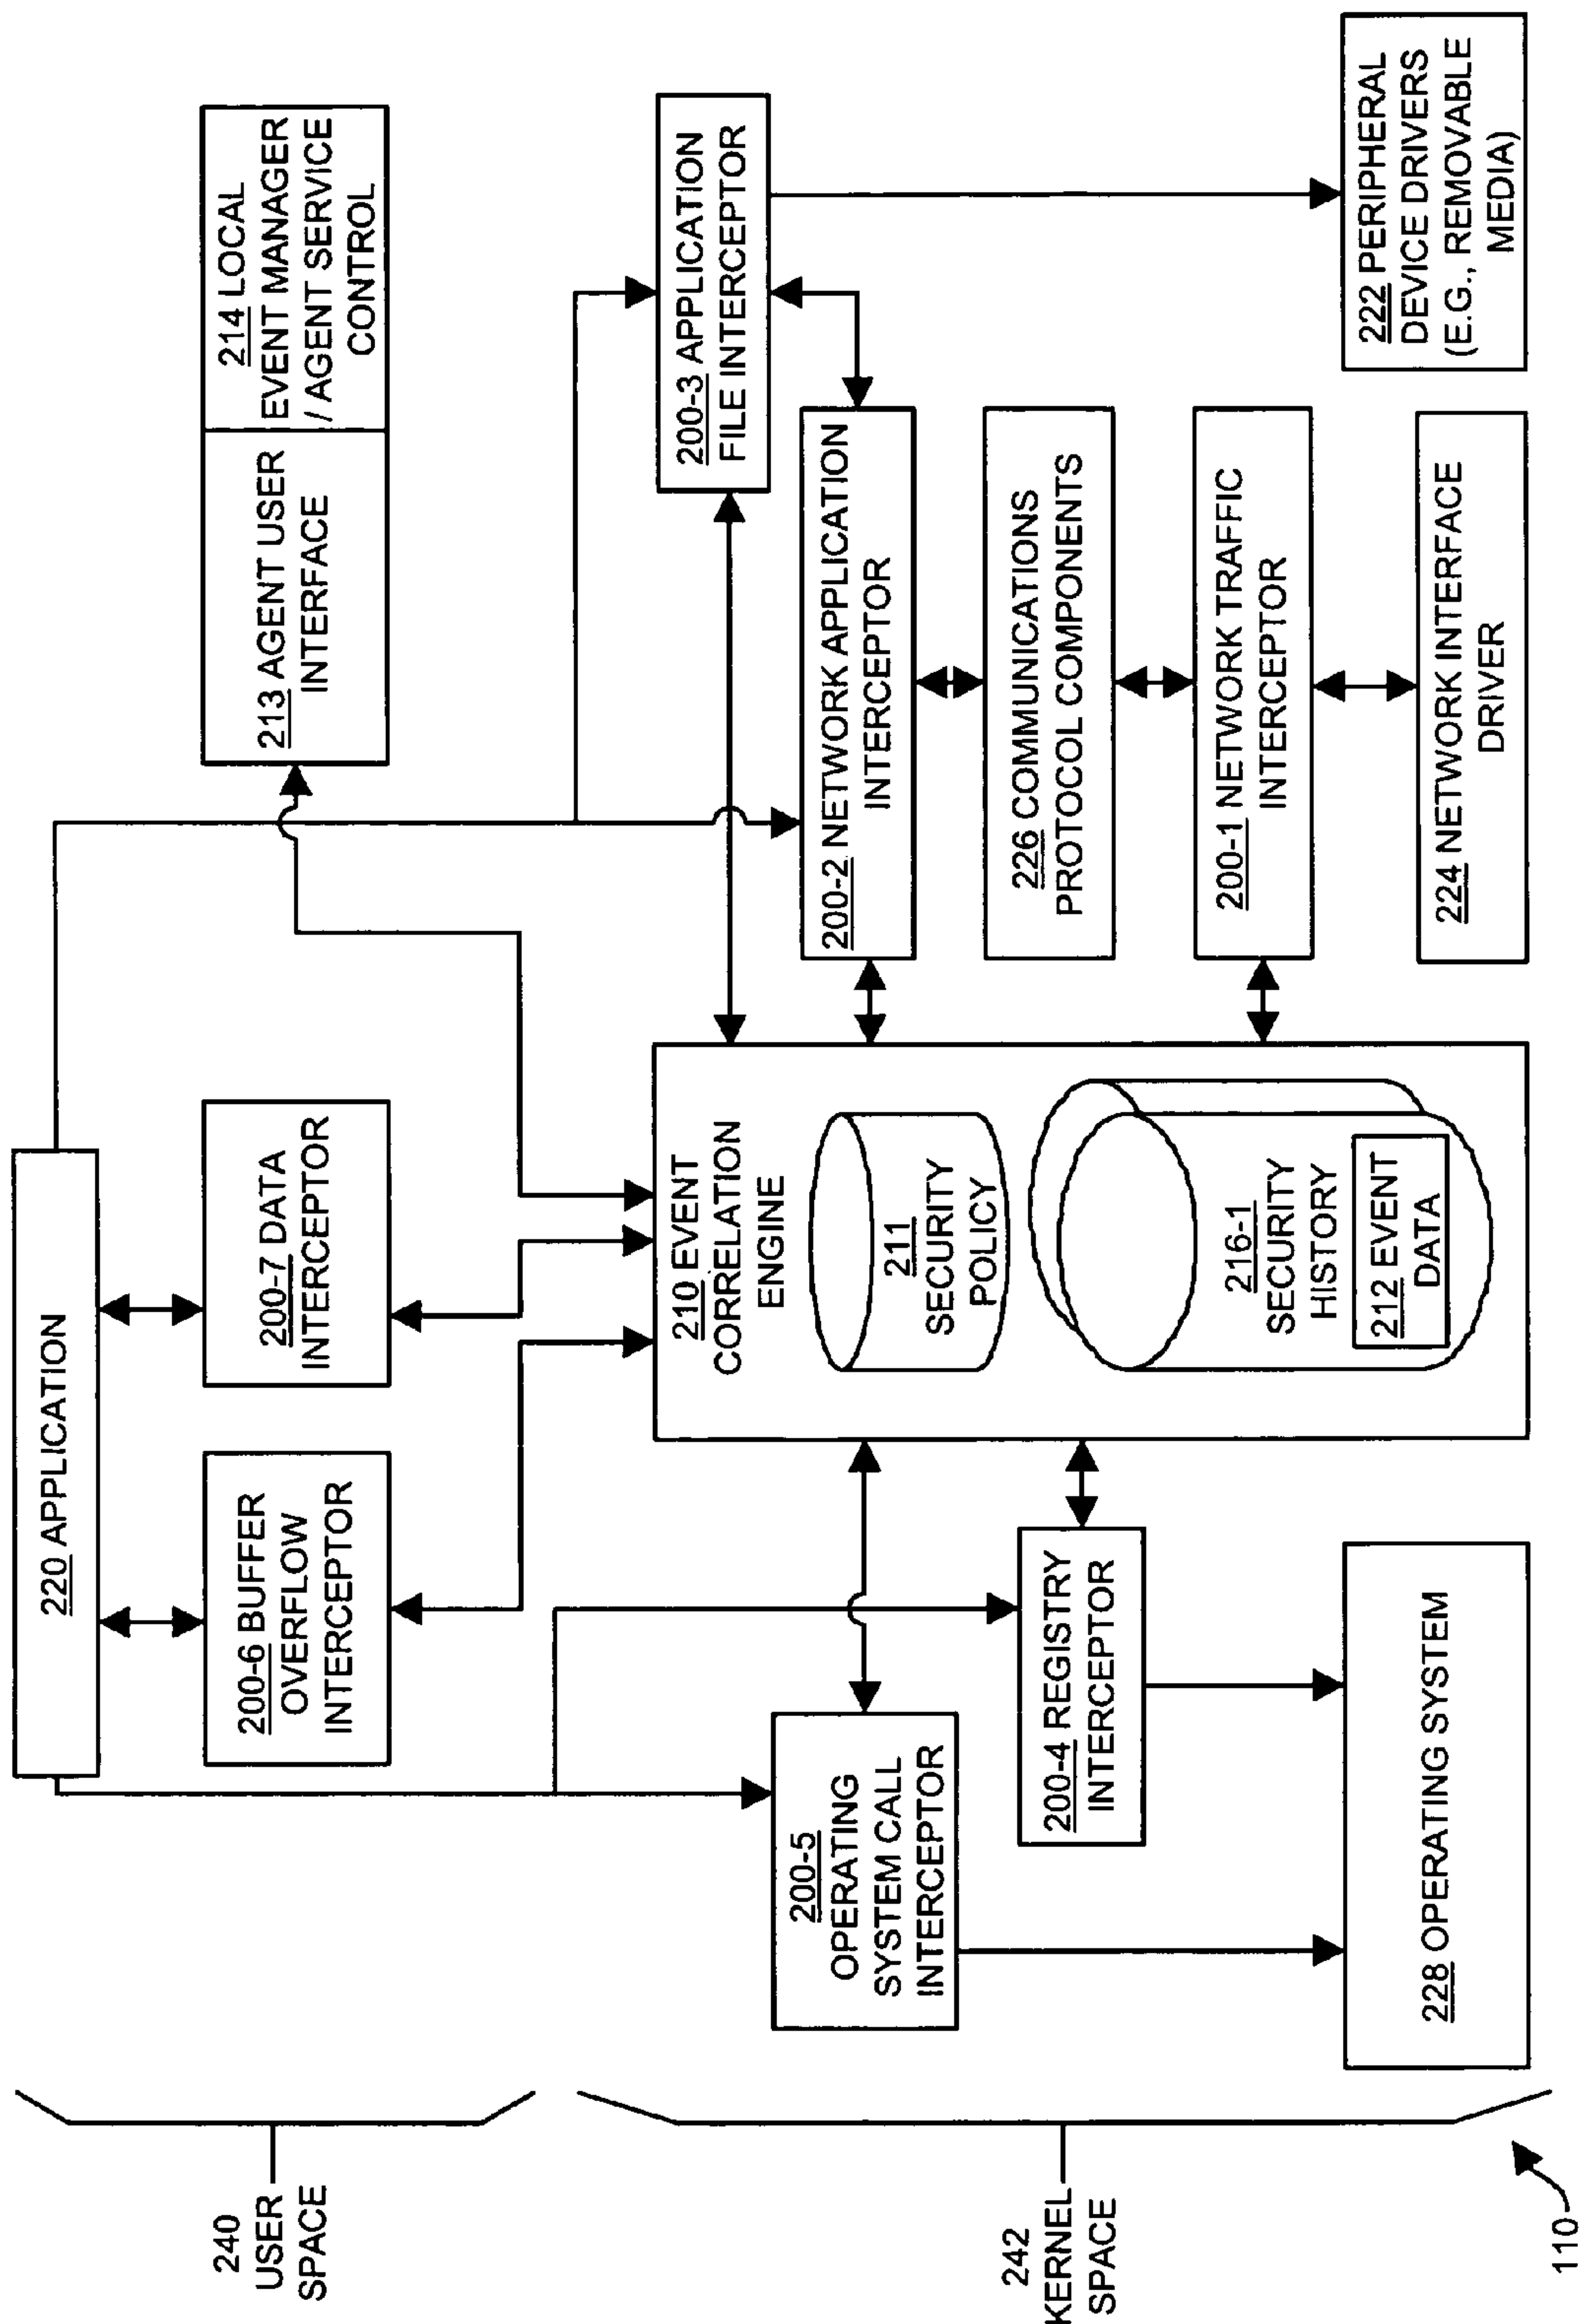 220 APPLICATION
200-6 BUFFER
OVERFLOW
INTERCEPTOR
200-7 DATA
INTERCEPTOR
213 AGENT USER
INTERFACE
214 LOCAL
EVENT MANAGER
/ AGENT SERVICE
CONTROL
240
USER
SPACE
242
KERNEL
SPACE
200-5
OPERATING
SYSTEM CALL
INTERCEPTOR
200-4 REGISTRY
INTERCEPTOR
228 OPERATING SYSTEM
210 EVENT
CORRELATION
ENGINE
211
SECURITY
POLICY
216-1
SECURITY
HISTORY
212 EVENT
DATA
200-3 APPLICATION
FILE INTERCEPTOR
200-2 NETWORK APPLICATION
INTERCEPTOR
226 COMMUNICATIONS
PROTOCOL COMPONENTS
200-1 NETWORK TRAFFIC
INTERCEPTOR
224 NETWORK INTERFACE
DRIVER
222 PERIPHERAL
DEVICE DRIVERS
(E.G., REMOVABLE
MEDIA)
110